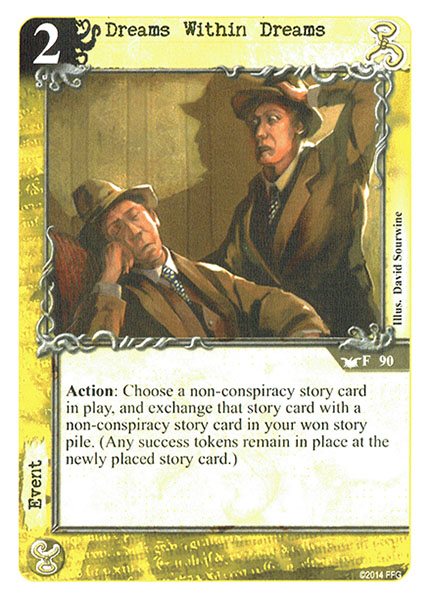 2
Dreams Within Dreams
Illus. David Sourwine
F 90
Action: Choose a non-conspiracy story card
in play, and exchange that story card with a
non-conspiracy story card in your won story
pile. (Any success tokens remain in place at the
newly placed story card.)
Event
©2014 FFG